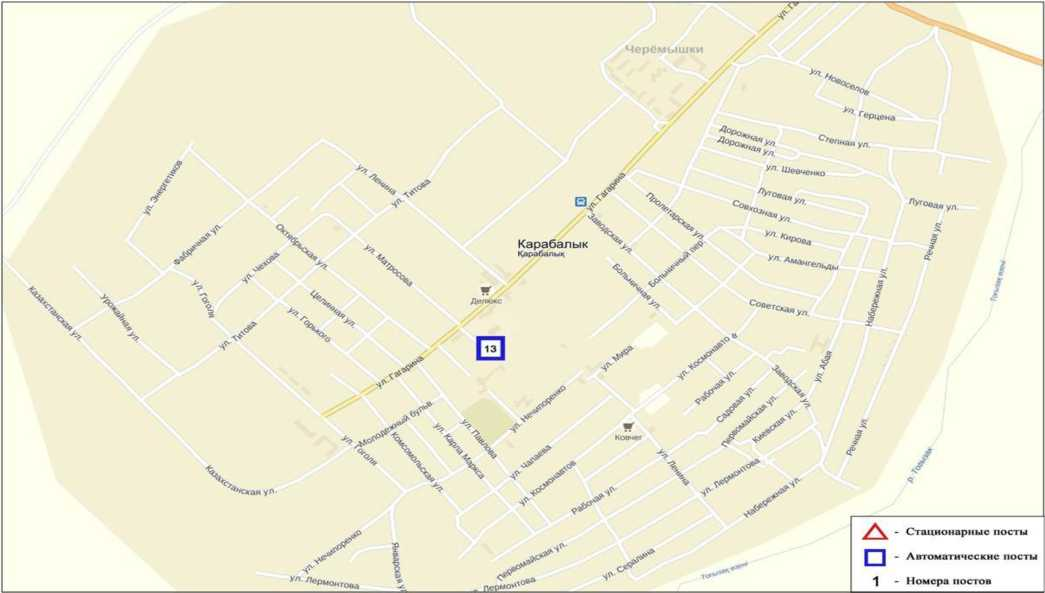 ул. Га
Черёмышки
ул. Новоселов
ул. Герцена
Дорожная ул.
Дорожная ул.
Степная ул.
ул. Шевченко
ул. Энергетиков
ул. Ленина
ул. Титова
ул. Гагарина
Пролетарская ул.
Луговая ул.
Совхозная ул.
Луговая ул.
Заводская ул.
Речная ул.
Фабричная ул.
Октябрьская ул.
ул. Матросова
Карабалык
Қарабалық
Больничный пер.
ул. Кирова
ул. Чехова
Больничная ул.
ул. Амангельды
Казахстанская ул.
Урожайная ул.
ул. Гоголя
Целинная ул.
Делюкс
Советская ул.
Набережная ул.
ул. Горького
ул. Титова
13
ул. Гагарина
ул. Мира
ул. Космонавтов
ул. Абая
Заводская ул.
Рабочая ул.
Садовая ул.
Первомайская ул.
Киевская ул.
ул. Нечипоренко
Молодежный бульв.
ул. Павлова
Ковчег
Речная ул.
ул. Гоголя
Комсомольская ул.
ул. Карла Маркса
ул. Чапаева
ул. Космонавтов
ул. Ленина
ул. Лермонтова
Казахстанская ул.
Рабочая ул.
Набережная ул.
р. Тользак
ул. Нечипоренко
Январская ул.
Первомайская ул.
ул. Сералина
ул. Лермонтова
Лермонтова
- Стационарные посты
- Автоматические посты
1 - Номера постов